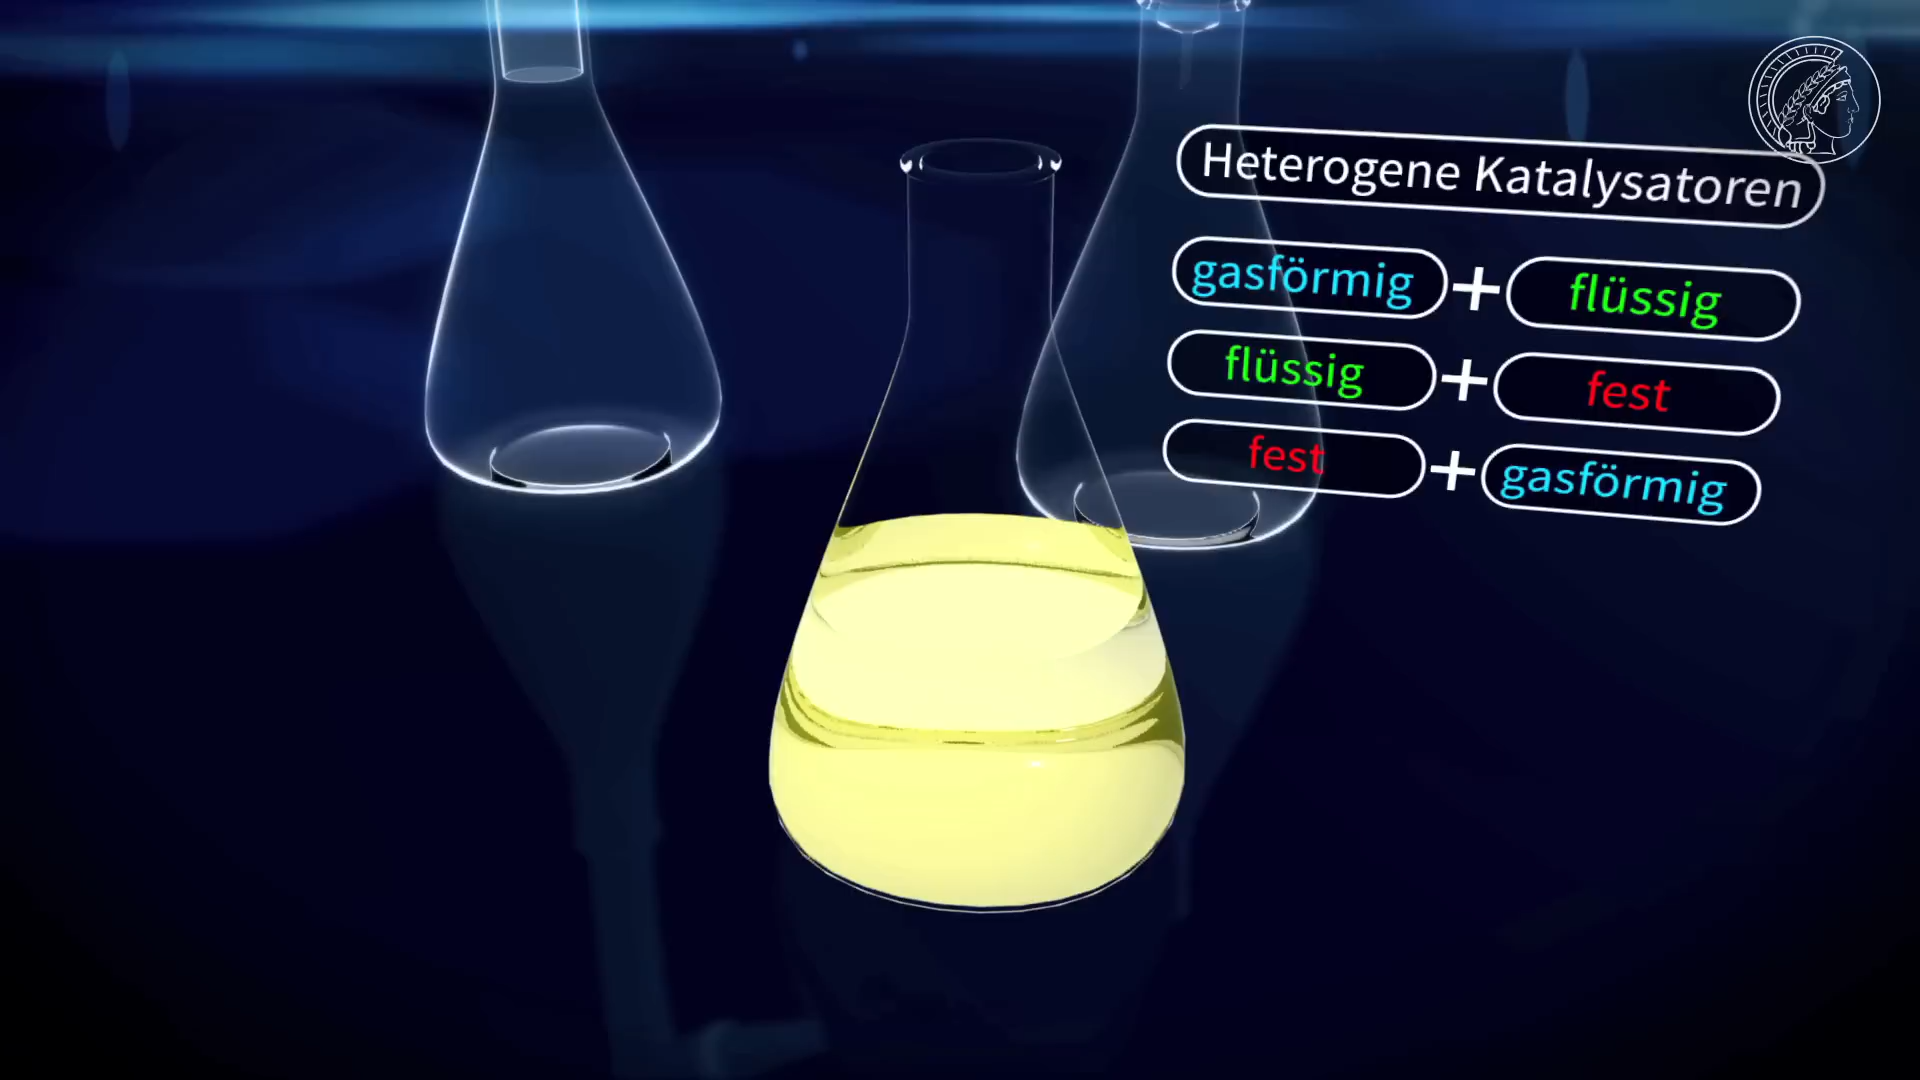 Heterogene Katalysatoren
gasförmig + flüssig
flüssig + fest
fest + gasförmig